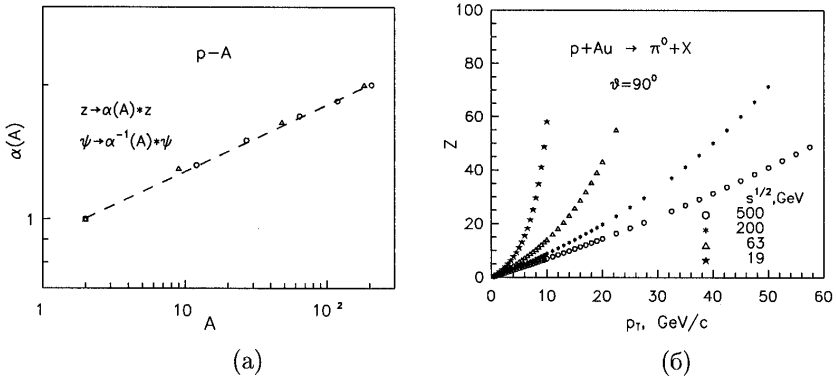 p–A
z→α(A)*z
ψ→α⁻¹(A)*ψ
α(A)
1
1
10
10²
A
(a)
100
80
60
40
20
0
Z
p+Au → π⁰+X
ϑ=90⁰
s^{1/2},GeV
○ 500
* 200
△ 63
★ 19
0
10
20
30
40
50
60
p_T, GeV/c
(б)